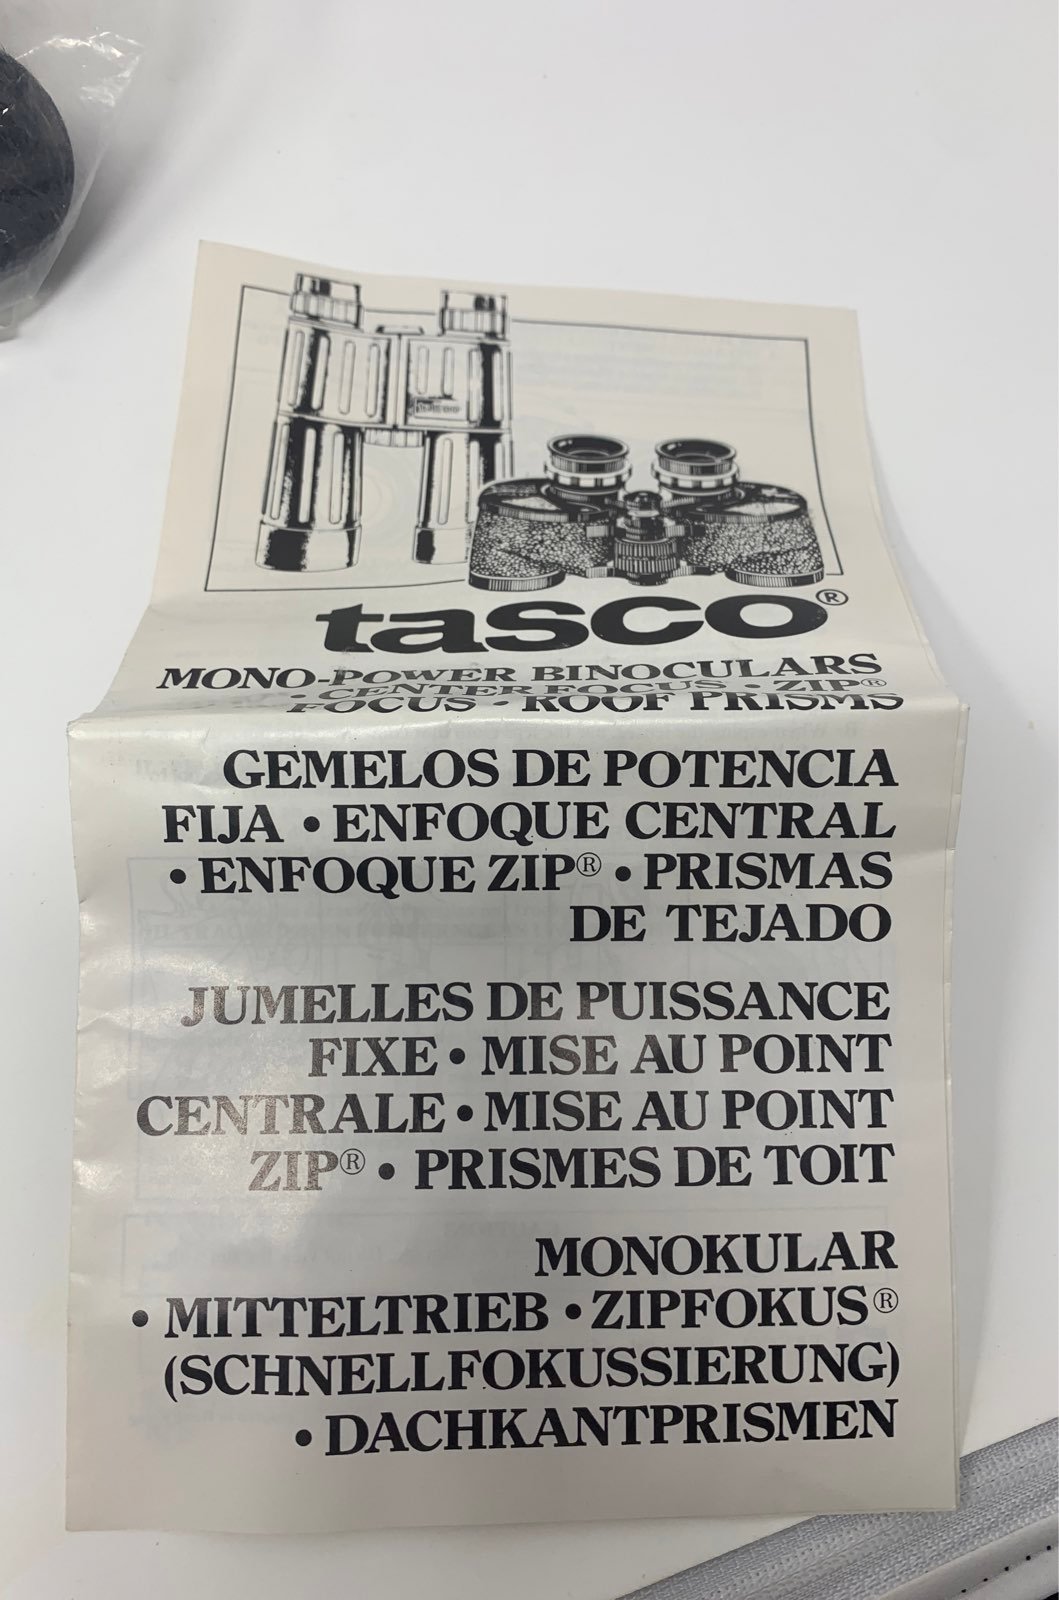 tasco®
MONO-POWER BINOCULARS
• CENTER FOCUS • ZIP®
FOCUS • ROOF PRISMS
GEMELOS DE POTENCIA
FIJA • ENFOQUE CENTRAL
• ENFOQUE ZIP® • PRISMAS
DE TEJADO
JUMELLES DE PUISSANCE
FIXE • MISE AU POINT
CENTRALE • MISE AU POINT
ZIP® • PRISMES DE TOIT
MONOKULAR
• MITTELTRIEB • ZIPFOKUS®
(SCHNELLFOKUSSIERUNG)
• DACHKANTPRISMEN